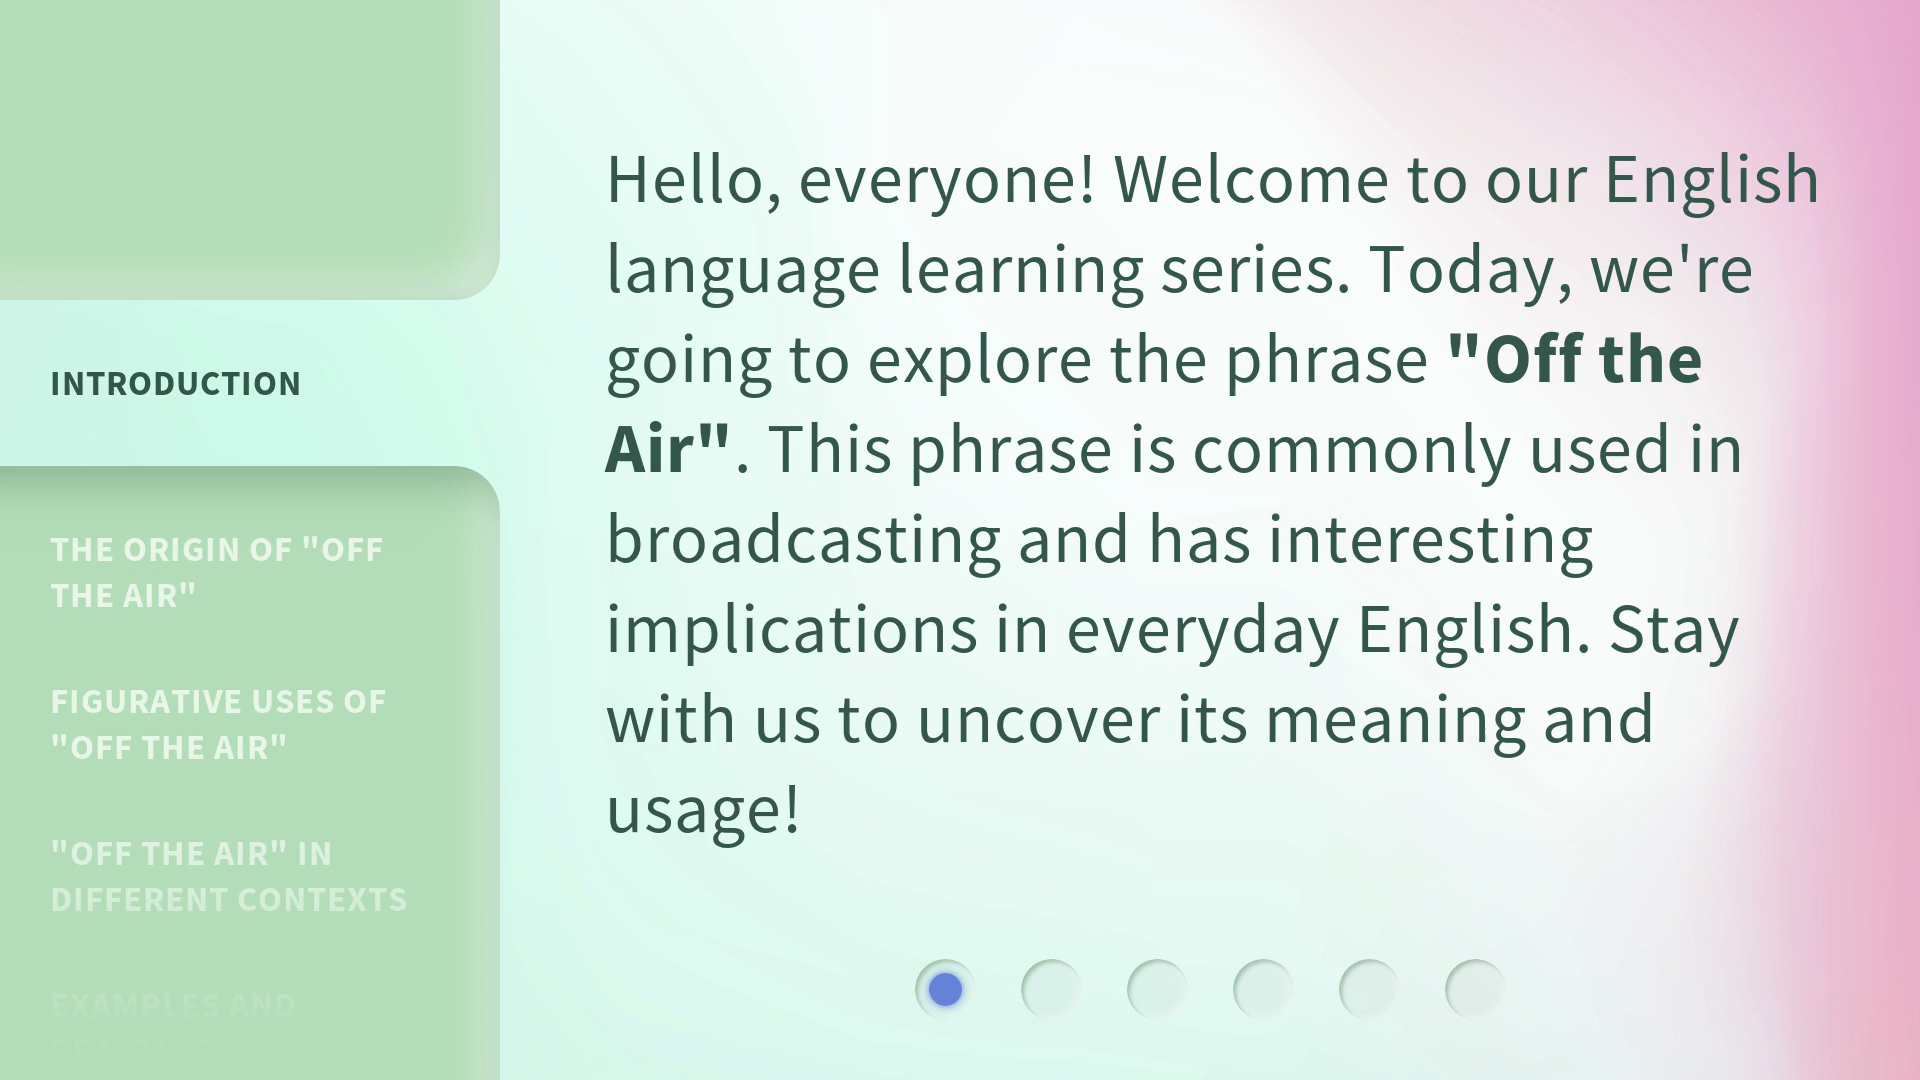 INTRODUCTION
THE ORIGIN OF "OFF
THE AIR"
FIGURATIVE USES OF
"OFF THE AIR"
"OFF THE AIR" IN
DIFFERENT CONTEXTS
EXAMPLES AND
PRACTICE
Hello, everyone! Welcome to our English
language learning series. Today, we're
going to explore the phrase "Off the
Air". This phrase is commonly used in
broadcasting and has interesting
implications in everyday English. Stay
with us to uncover its meaning and
usage!